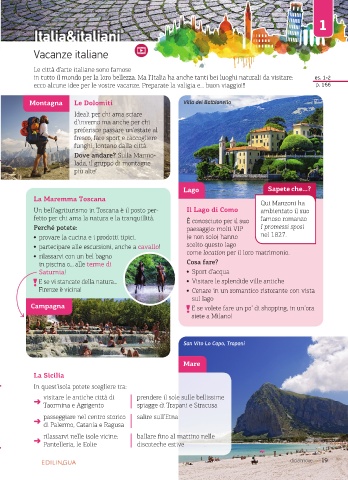 1
Italia&italiani
Vacanze italiane
Le città d'arte italiane sono famose
in tutto il mondo per la loro bellezza. Ma l'Italia ha anche tanti bei luoghi naturali da visitare:
ecco alcune idee per le vostre vacanze. Preparate la valigia e... buon viaggio!!!
es. 1-2
p. 166
Montagna
Le Dolomiti
Ideali per chi ama sciare
d'inverno ma anche per chi
preferisce passare un'estate al
fresco, fare sport e raccogliere
funghi, lontano dalla città.
Dove andare? Sulla Marmo-
lada, il gruppo di montagne
più alte!
Villa del Balbianello
Lago
Sapete che...?
Qui Manzoni ha
ambientato il suo
famoso romanzo
I promessi sposi
nel 1827.
Il Lago di Como
È conosciuto per il suo
paesaggio: molti VIP
(e non solo) hanno
scelto questo lago
come location per il loro matrimonio.
Cosa fare?
• Sport d'acqua
• Visitare le splendide ville antiche
• Cenare in un romantico ristorante con vista
sul lago
E se volete fare un po' di shopping, in un'ora
siete a Milano!
La Maremma Toscana
Un bell'agriturismo in Toscana è il posto per-
fetto per chi ama la natura e la tranquillità.
Perché potete:
• provare la cucina e i prodotti tipici.
• partecipare alle escursioni, anche a cavallo!
• rilassarvi con un bel bagno
in piscina o... alle terme di
Saturnia!
E se vi stancate della natura...
Firenze è vicina!
Campagna
San Vito Lo Capo, Trapani
Mare
La Sicilia
In quest'isola potete scegliere tra:
visitare le antiche città di
Taormina e Agrigento
prendere il sole sulle bellissime
spiagge di Trapani e Siracusa
passeggiare nel centro storico
di Palermo, Catania e Ragusa
salire sull'Etna
rilassarvi nelle isole vicine:
Pantelleria, le Eolie
ballare fino al mattino nelle
discoteche estive
EDILINGUA